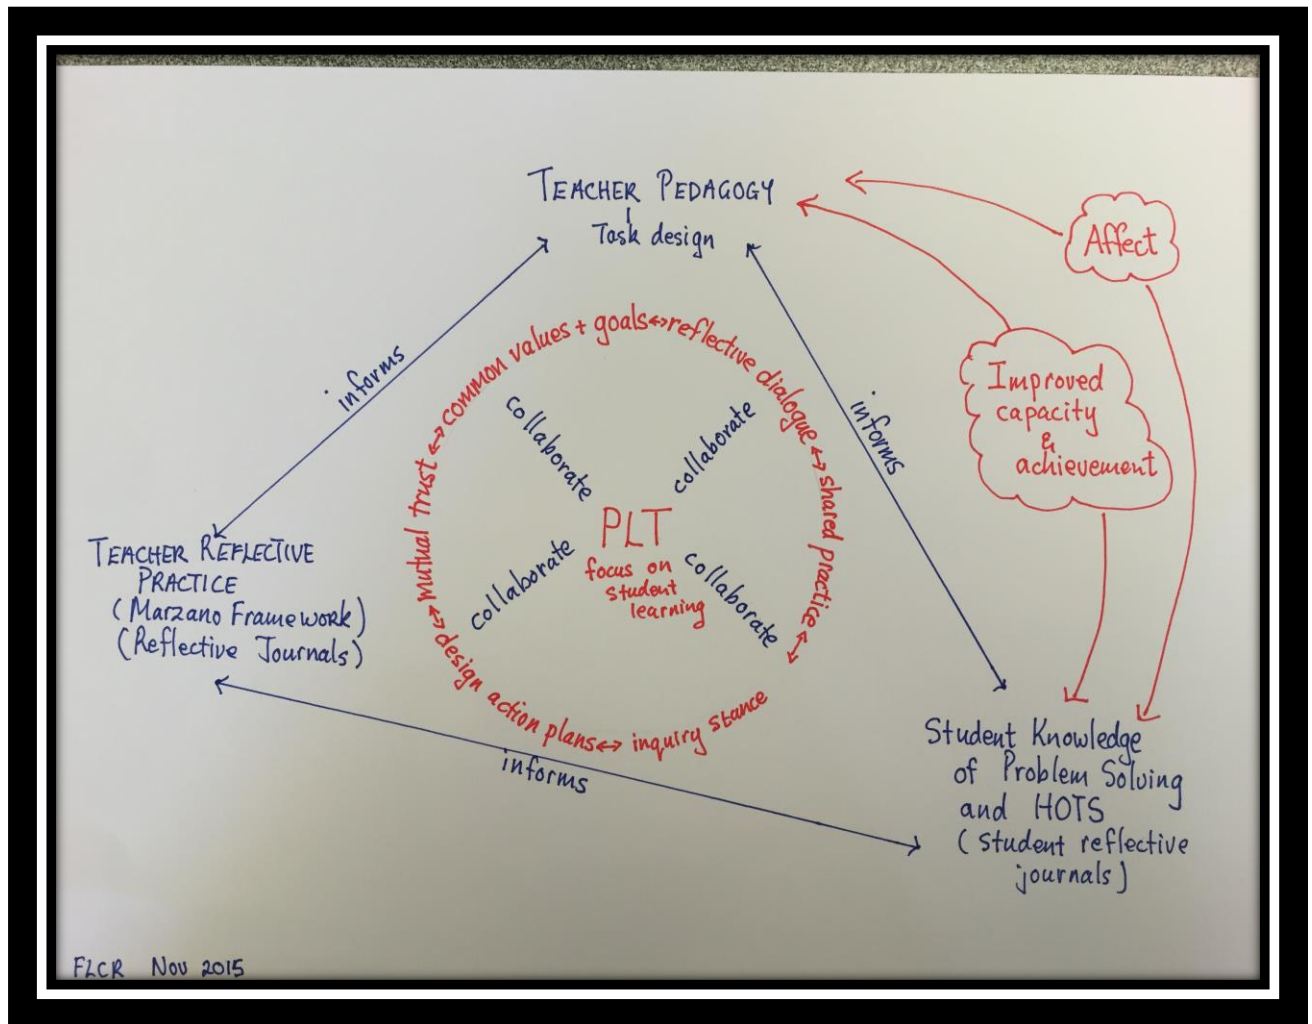 TEACHER PEDAGOGY
Task design
Affect
Improved
capacity
&
achievement
informs
informs
common values + goals ↔ reflective dialogue ↔ shared practice ↔ inquiry stance ↔ design action plans ↔ mutual trust ↔
collaborate
collaborate
PLT
focus on
student
learning
collaborate
collaborate
TEACHER REFLECTIVE
PRACTICE
(Marzano Framework)
(Reflective Journals)
informs
Student Knowledge
of Problem Solving
and HOTS
(student reflective
journals)
FLCR Nov 2015